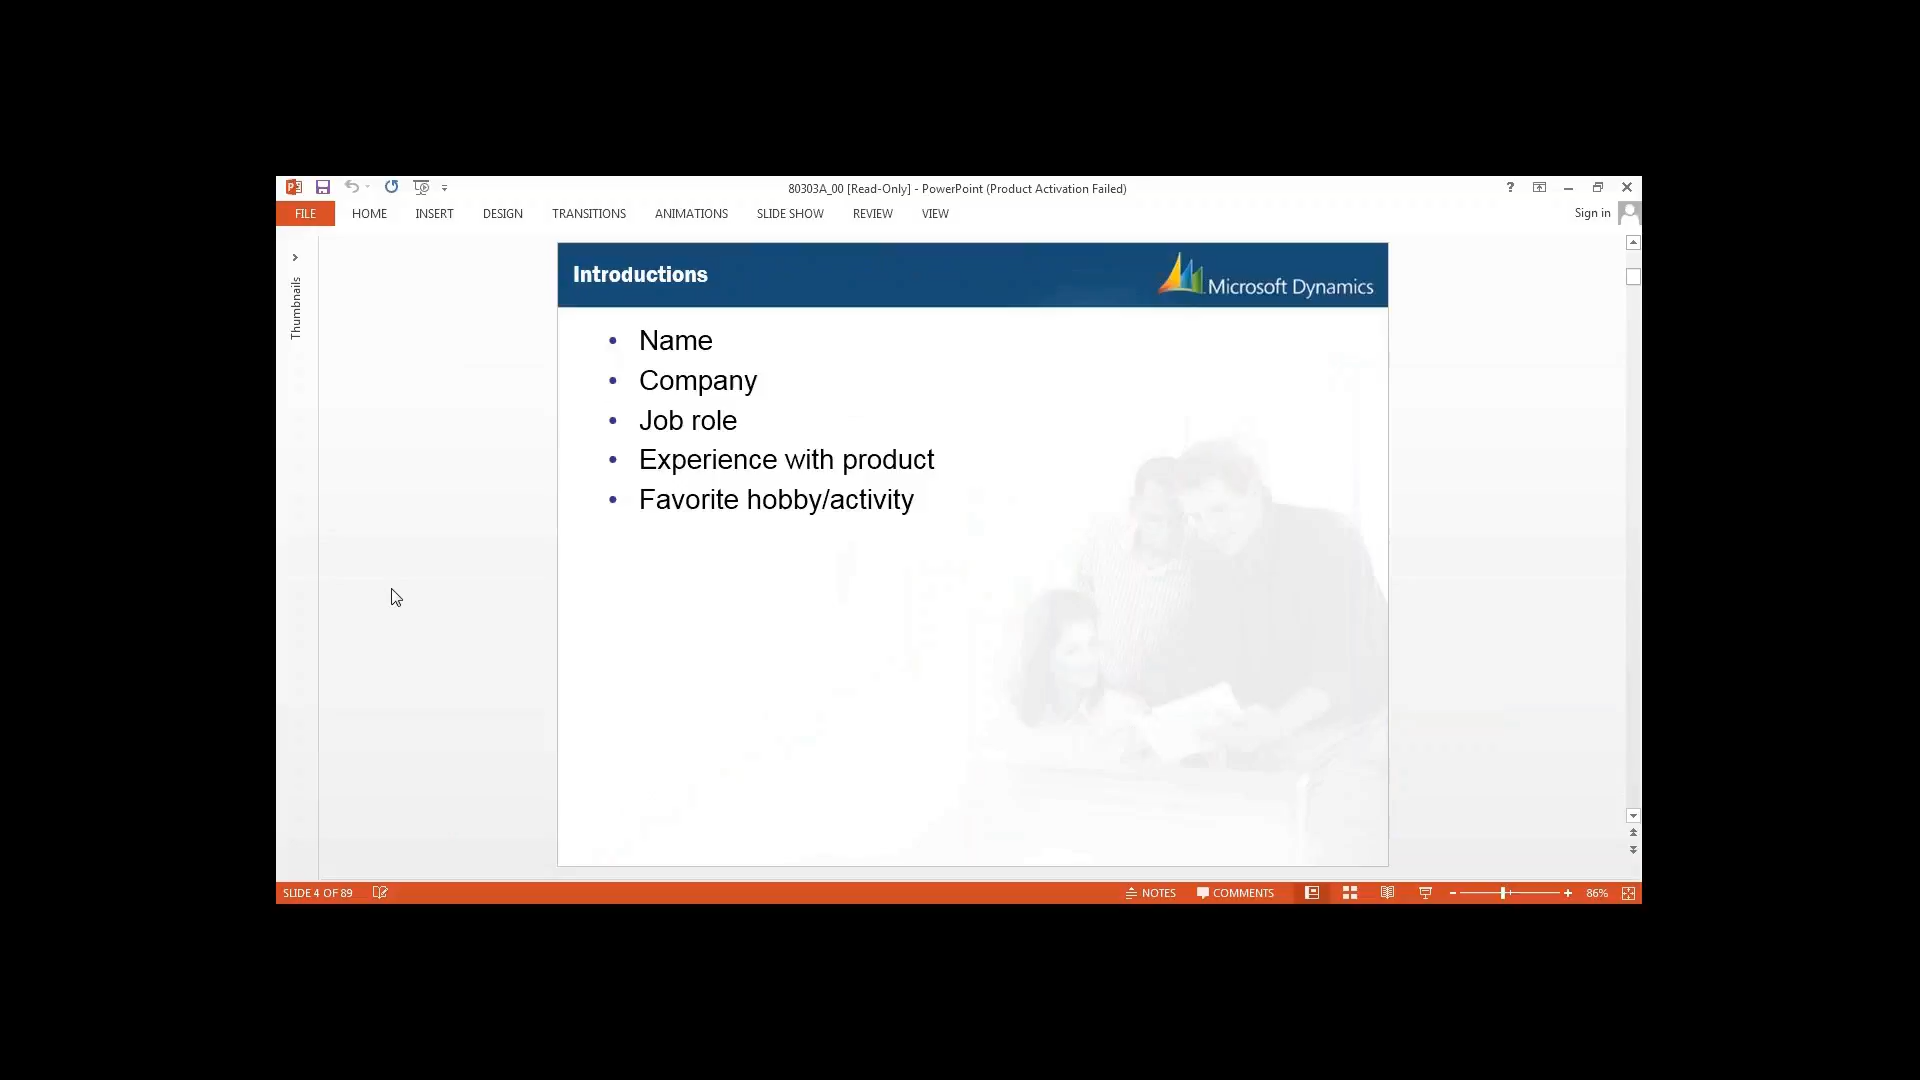 80303A_00 [Read-Only] - PowerPoint (Product Activation Failed)
FILE HOME INSERT DESIGN TRANSITIONS ANIMATIONS SLIDE SHOW REVIEW VIEW Sign in
Thumbnails
Introductions
Microsoft Dynamics
• Name
• Company
• Job role
• Experience with product
• Favorite hobby/activity
SLIDE 4 OF 89 NOTES COMMENTS 86%